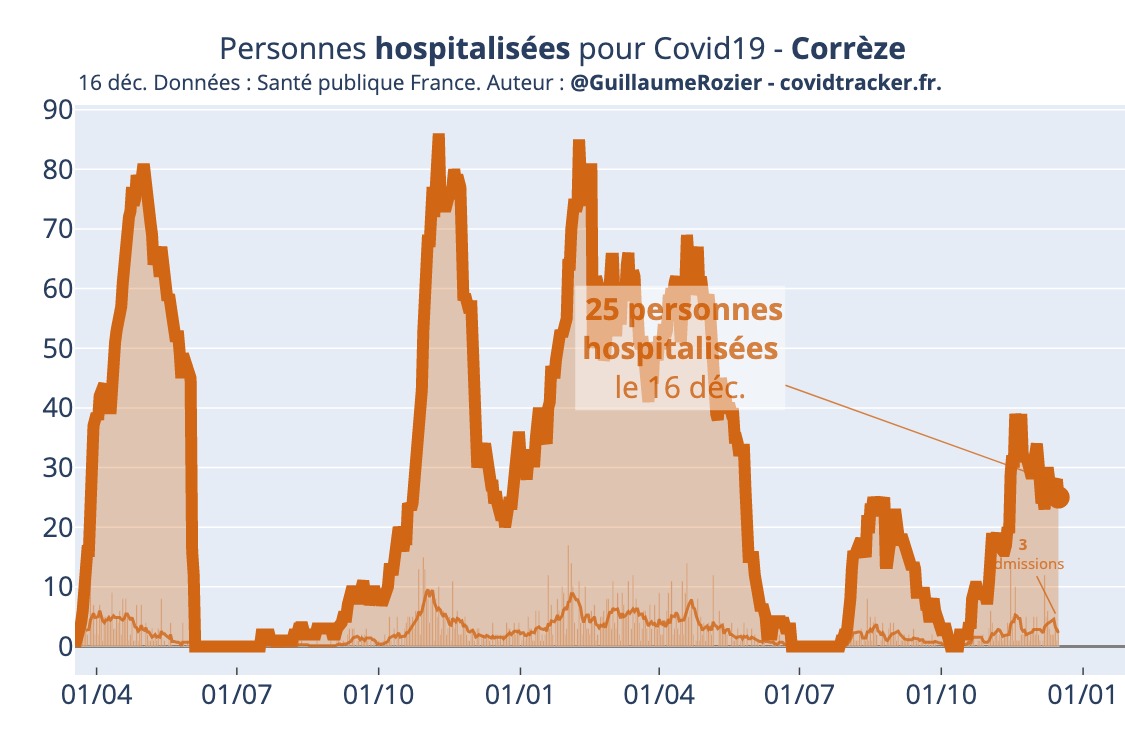 Personnes hospitalisées pour Covid19 - Corrèze
16 déc. Données : Santé publique France. Auteur : @GuillaumeRozier - covidtracker.fr.
90
80
70
60
50
40
30
20
10
0
25 personnes
hospitalisées
le 16 déc.
3
dmissions
01/04 01/07 01/10 01/01 01/04 01/07 01/10 01/01